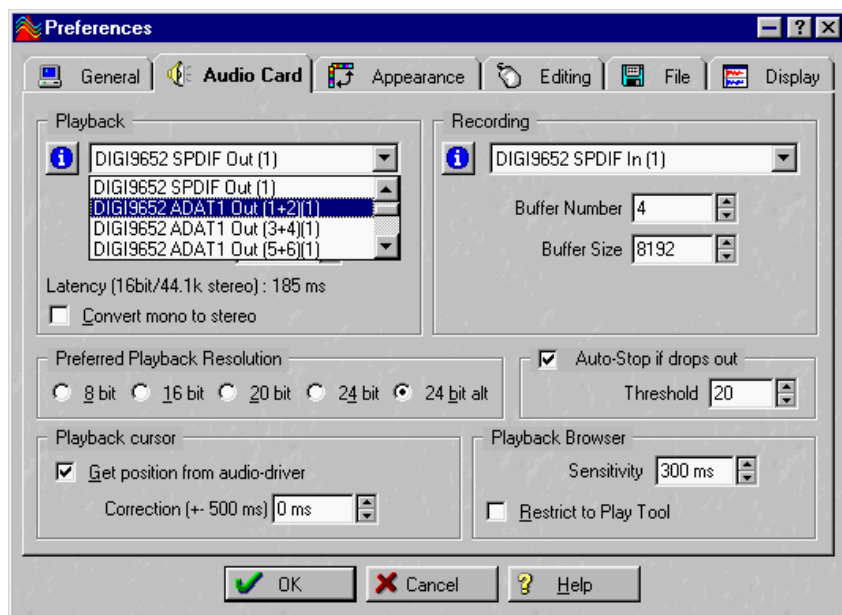 Preferences
General
Audio Card
Appearance
Editing
File
Display
Playback
DIGI9652 SPDIF Out (1)
DIGI9652 SPDIF Out (1)
DIGI9652 ADAT1 Out (1+2)(1)
DIGI9652 ADAT1 Out (3+4)(1)
DIGI9652 ADAT1 Out (5+6)(1)
Latency (16bit/44.1k stereo) : 185 ms
Convert mono to stereo
Recording
DIGI9652 SPDIF In (1)
Buffer Number 4
Buffer Size 8192
Preferred Playback Resolution
8 bit 16 bit 20 bit 24 bit 24 bit alt
Auto-Stop if drops out
Threshold 20
Playback cursor
Get position from audio-driver
Correction (+- 500 ms) 0 ms
Playback Browser
Sensitivity 300 ms
Restrict to Play Tool
OK
Cancel
Help